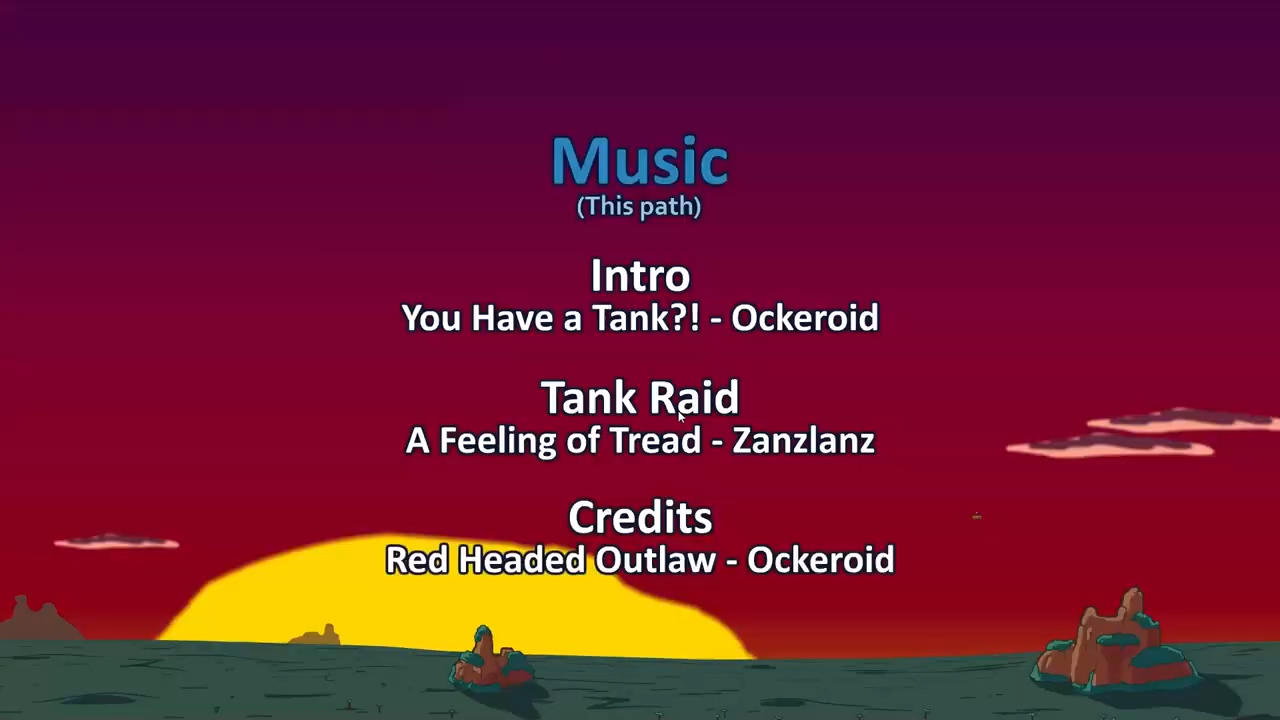 Music
(This path)
Intro
You Have a Tank?! - Ockeroid
Tank Raid
A Feeling of Tread - Zanzlanz
Credits
Red Headed Outlaw - Ockeroid